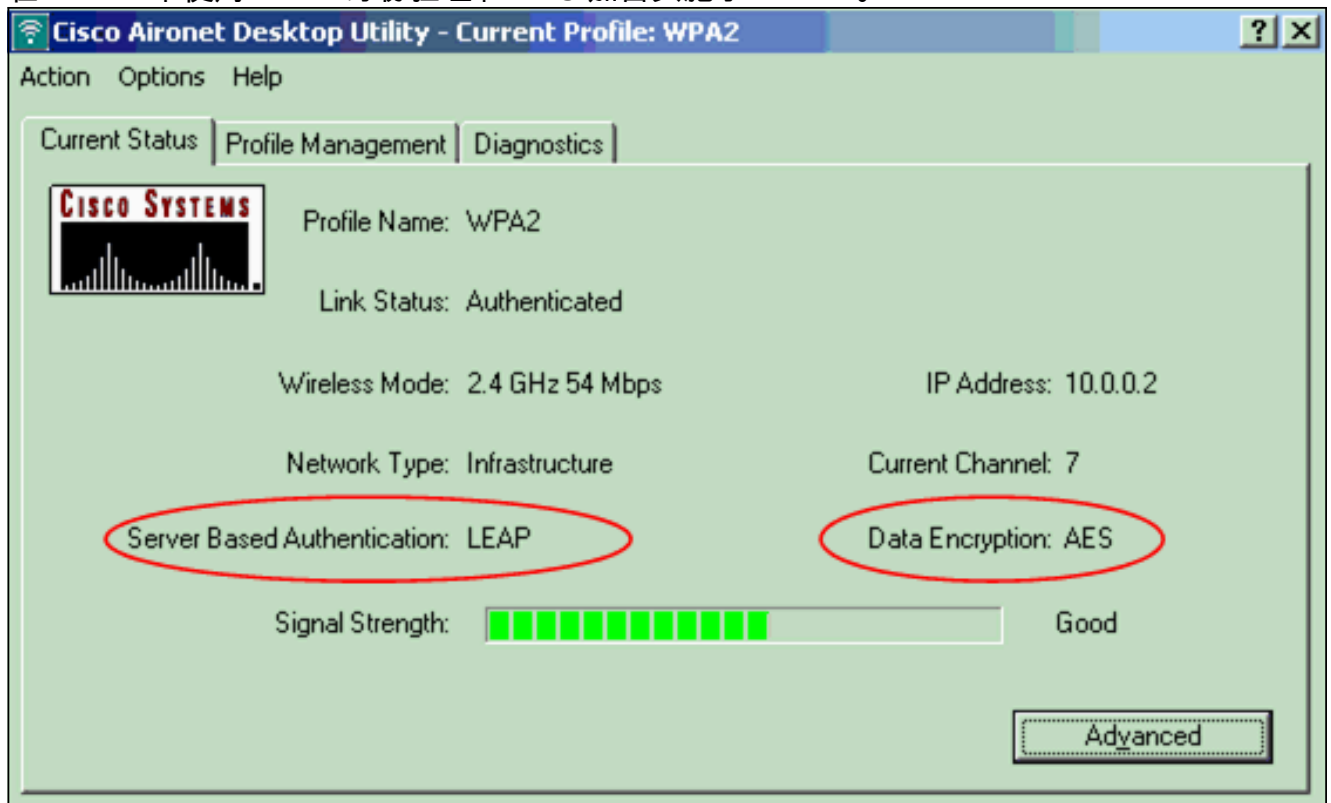 Cisco Aironet Desktop Utility - Current Profile: WPA2
Action Options Help
Current Status Profile Management Diagnostics
CISCO SYSTEMS
Profile Name: WPA2
Link Status: Authenticated
Wireless Mode: 2.4 GHz 54 Mbps IP Address: 10.0.0.2
Network Type: Infrastructure Current Channel: 7
Server Based Authentication: LEAP Data Encryption: AES
Signal Strength: Good
Advanced